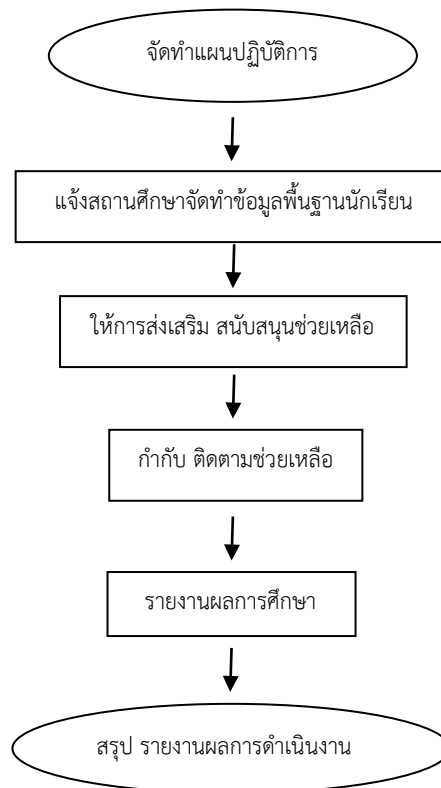 จัดทำแผนปฏิบัติการ
แจ้งสถานศึกษาจัดทำข้อมูลพื้นฐานนักเรียน
ให้การส่งเสริม สนับสนุนช่วยเหลือ
กำกับ ติดตามช่วยเหลือ
รายงานผลการศึกษา
สรุป รายงานผลการดำเนินงาน